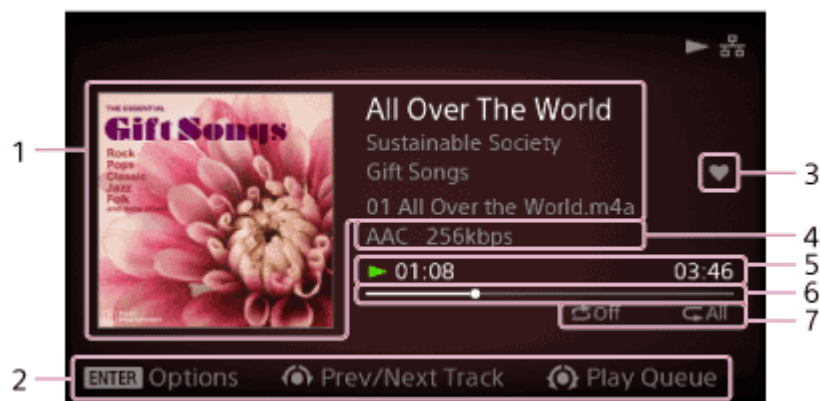 THE ESSENTIAL
Gift Songs
Rock
Pops
Classic
Jazz
Folk
All Over The World
Sustainable Society
Gift Songs
01 All Over the World.m4a
AAC 256kbps
01:08 03:46
Off All
ENTER Options Prev/Next Track Play Queue
1
2
3
4
5
6
7